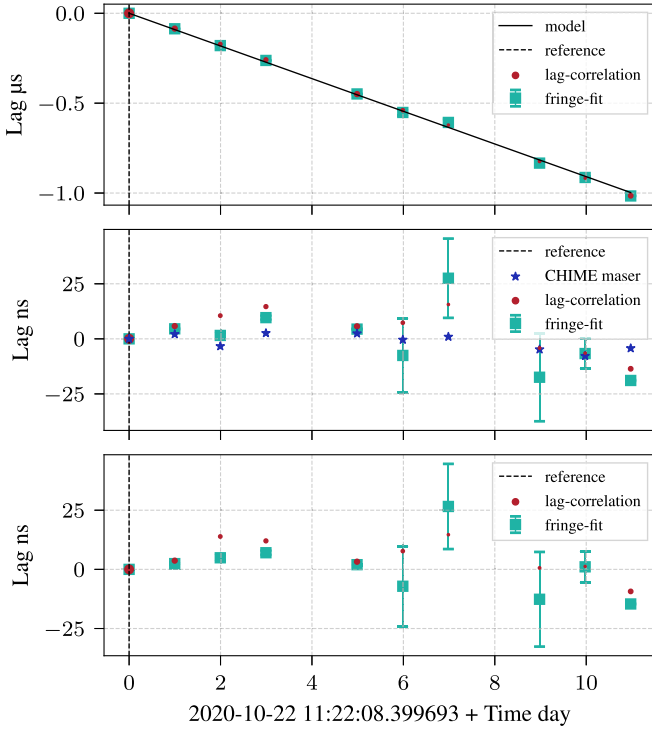 0.0
−0.5
−1.0
Lag μs
model
reference
lag-correlation
fringe-fit
25
0
−25
Lag ns
reference
CHIME maser
lag-correlation
fringe-fit
25
0
−25
Lag ns
reference
lag-correlation
fringe-fit
0 2 4 6 8 10
2020-10-22 11:22:08.399693 + Time day